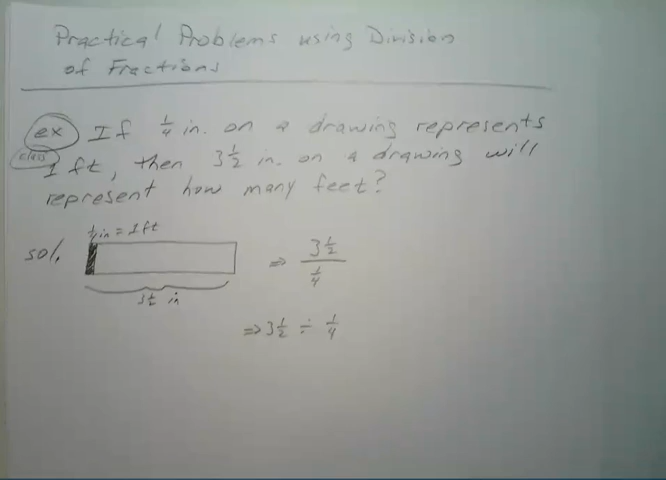 Practical Problems using Division
of Fractions
ex If 1/4 in. on a drawing represents
class 1 ft, then 3 1/2 in. on a drawing will
represent how many feet?
sol. 1/4 in = 1 ft
3 1/2 in
⇒ 3 1/2 / 1/4
⇒ 3 1/2 ÷ 1/4